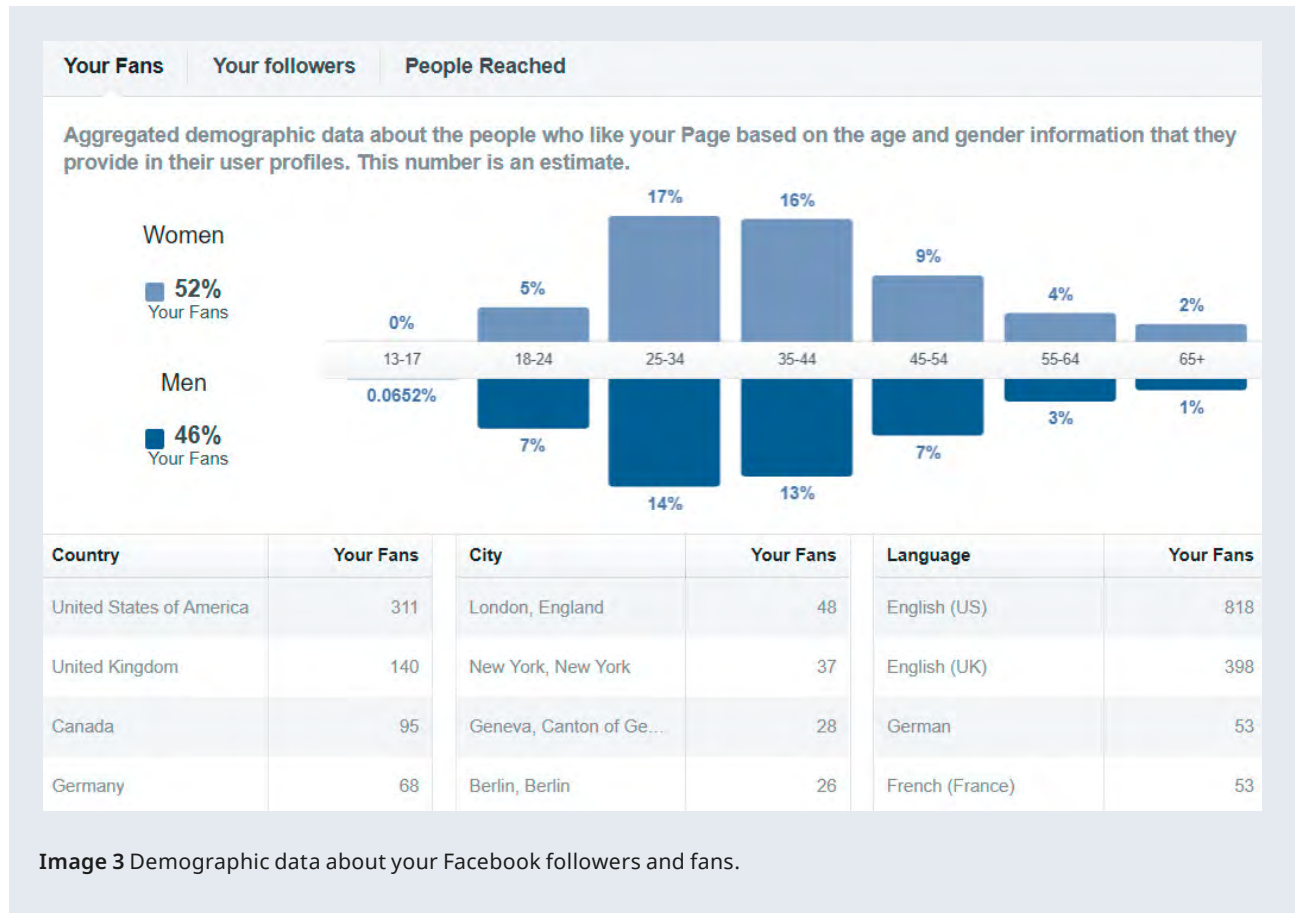 Your Fans Your followers People Reached
Aggregated demographic data about the people who like your Page based on the age and gender information that they
provide in their user profiles. This number is an estimate.
Women
52%
Your Fans
Men
46%
Your Fans
0% 5% 17% 16% 9% 4% 2%
13-17 18-24 25-34 35-44 45-54 55-64 65+
0.0652% 7% 14% 13% 7% 3% 1%
Country Your Fans City Your Fans Language Your Fans
United States of America 311 London, England 48 English (US) 818
United Kingdom 140 New York, New York 37 English (UK) 398
Canada 95 Geneva, Canton of Ge... 28 German 53
Germany 68 Berlin, Berlin 26 French (France) 53
Image 3 Demographic data about your Facebook followers and fans.